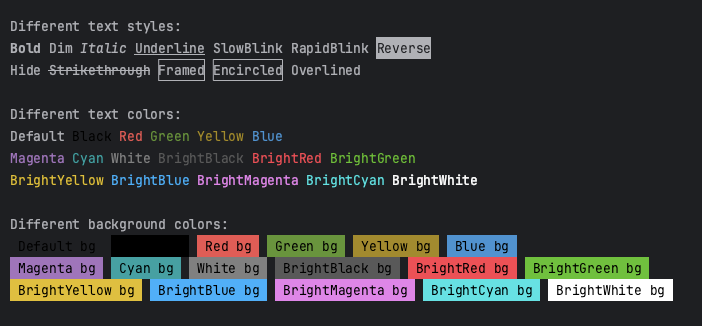 Different text styles:
Bold Dim Italic Underline SlowBlink RapidBlink Reverse
Hide Strikethrough Framed Encircled Overlined
Different text colors:
Default Black Red Green Yellow Blue
Magenta Cyan White BrightBlack BrightRed BrightGreen
BrightYellow BrightBlue BrightMagenta BrightCyan BrightWhite
Different background colors:
Default bg Red bg Green bg Yellow bg Blue bg
Magenta bg Cyan bg White bg BrightBlack bg BrightRed bg BrightGreen bg
BrightYellow bg BrightBlue bg BrightMagenta bg BrightCyan bg BrightWhite bg